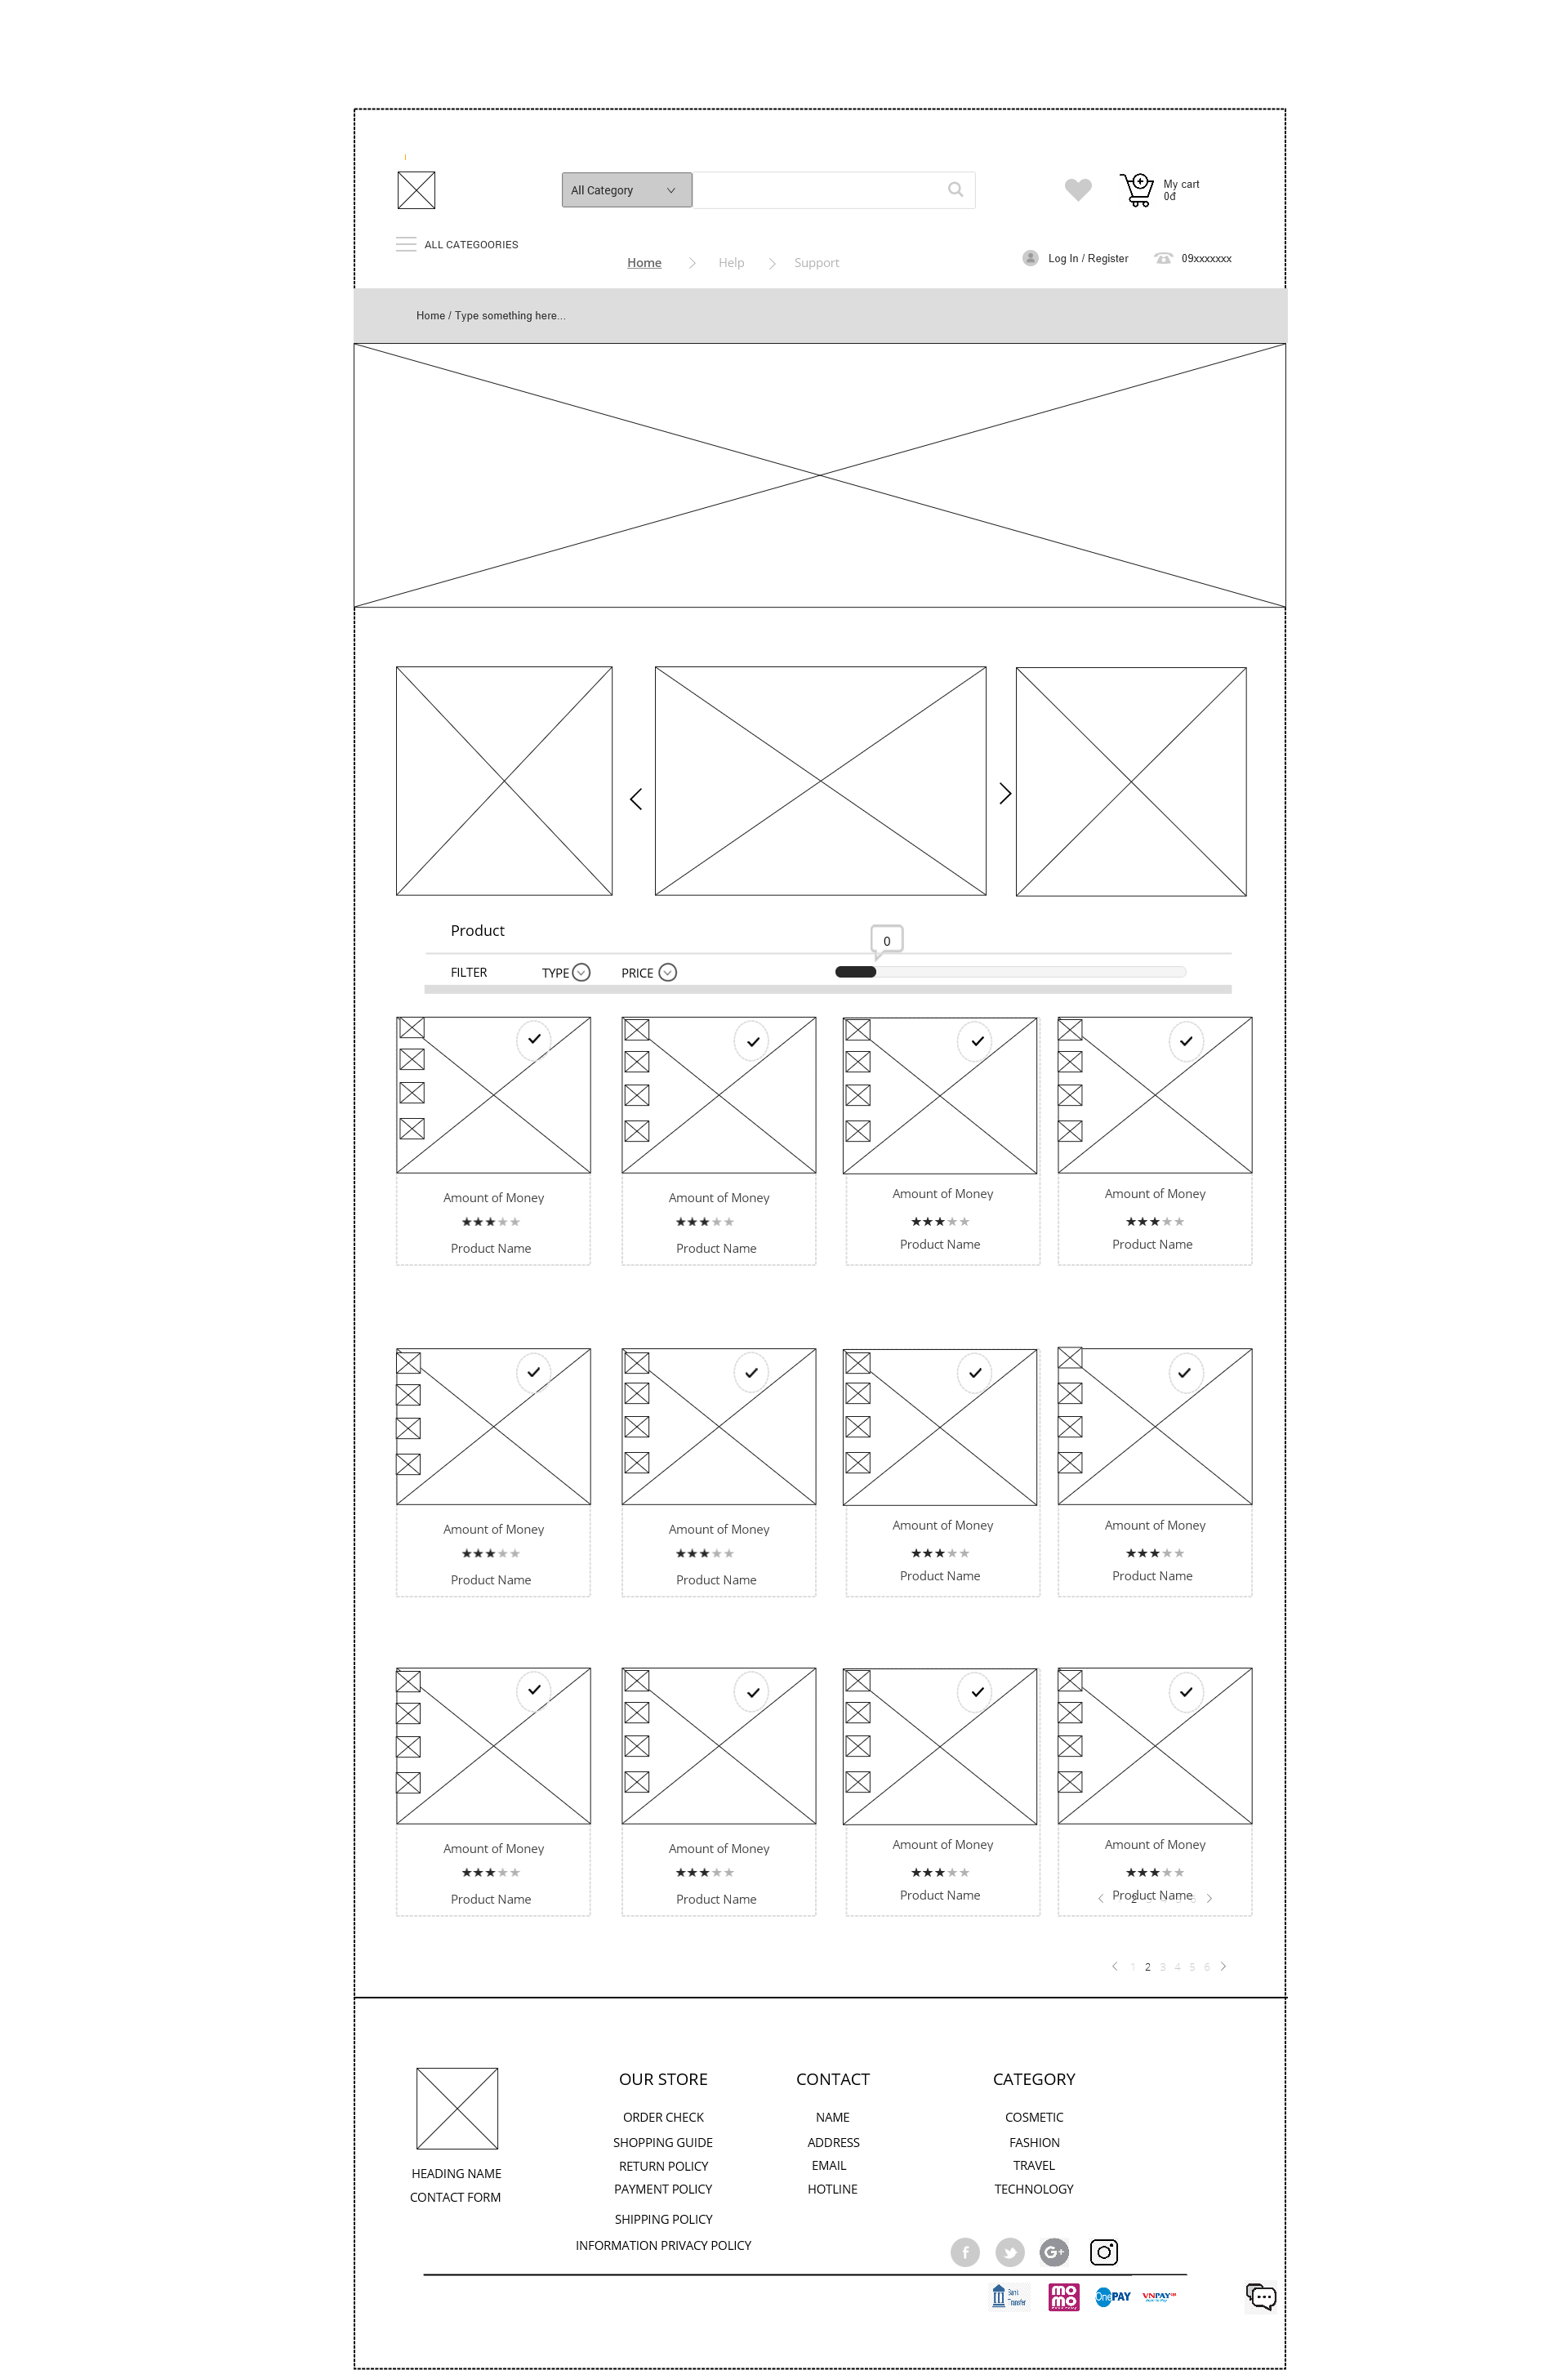 All Category
My cart
0đ
ALL CATEGOORIES
Home
Help
Support
Log In / Register
09xxxxxxx
Home / Type something here...
Product
0
FILTER
TYPE
PRICE
Amount of Money
Amount of Money
Amount of Money
Amount of Money
Product Name
Product Name
Product Name
Product Name
Amount of Money
Amount of Money
Amount of Money
Amount of Money
Product Name
Product Name
Product Name
Product Name
Amount of Money
Amount of Money
Amount of Money
Amount of Money
Product Name
Product Name
Product Name
Product Name
1 2 3 4 5 6
HEADING NAME
CONTACT FORM
OUR STORE
ORDER CHECK
SHOPPING GUIDE
RETURN POLICY
PAYMENT POLICY
SHIPPING POLICY
INFORMATION PRIVACY POLICY
CONTACT
NAME
ADDRESS
EMAIL
HOTLINE
CATEGORY
COSMETIC
FASHION
TRAVEL
TECHNOLOGY
f
G+
Bank
Transfer
mo
mo
OnePAY
VNPAY